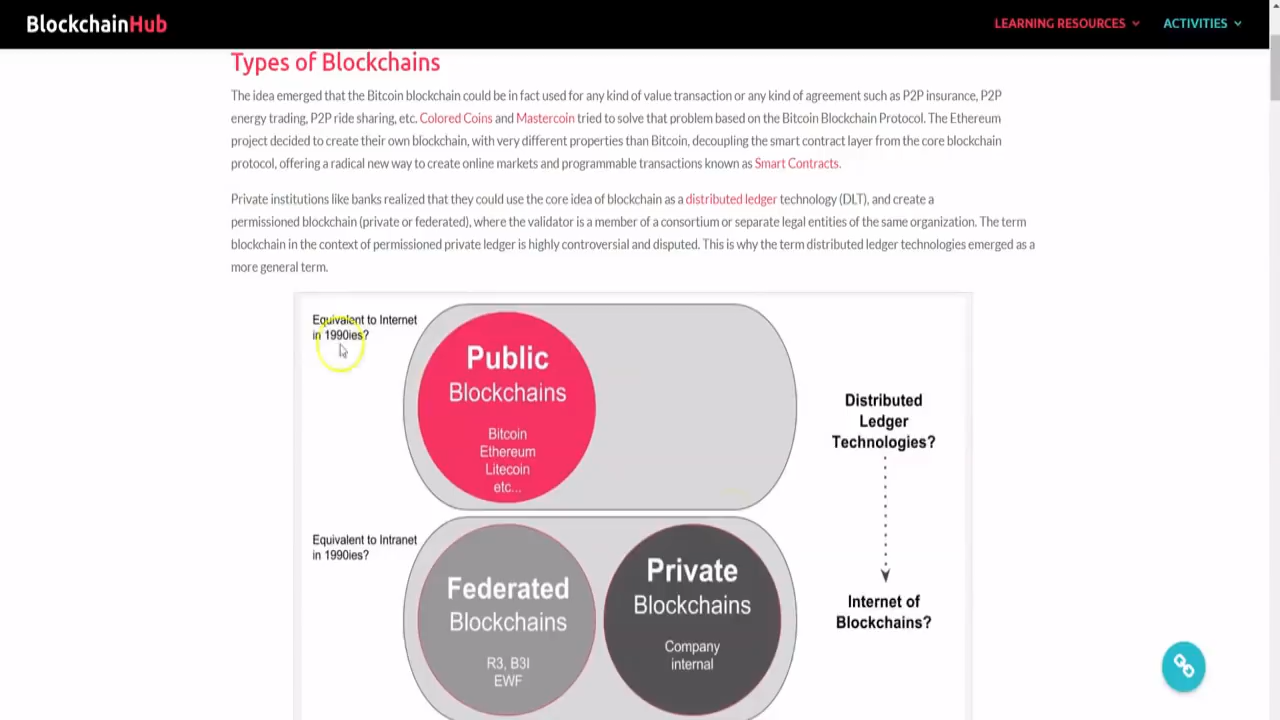 BlockchainHub
LEARNING RESOURCES
ACTIVITIES
Types of Blockchains
The idea emerged that the Bitcoin blockchain could be in fact used for any kind of value transaction or any kind of agreement such as P2P insurance, P2P
energy trading, P2P ride sharing, etc. Colored Coins and Mastercoin tried to solve that problem based on the Bitcoin Blockchain Protocol. The Ethereum
project decided to create their own blockchain, with very different properties than Bitcoin, decoupling the smart contract layer from the core blockchain
protocol, offering a radical new way to create online markets and programmable transactions known as Smart Contracts.
Private institutions like banks realized that they could use the core idea of blockchain as a distributed ledger technology (DLT), and create a
permissioned blockchain (private or federated), where the validator is a member of a consortium or separate legal entities of the same organization. The term
blockchain in the context of permissioned private ledger is highly controversial and disputed. This is why the term distributed ledger technologies emerged as a
more general term.
Equivalent to Internet
in 1990ies?
Public
Blockchains
Bitcoin
Ethereum
Litecoin
etc...
Distributed
Ledger
Technologies?
Equivalent to Intranet
in 1990ies?
Federated
Blockchains
R3, B3I
EWF
Private
Blockchains
Company
internal
Internet of
Blockchains?